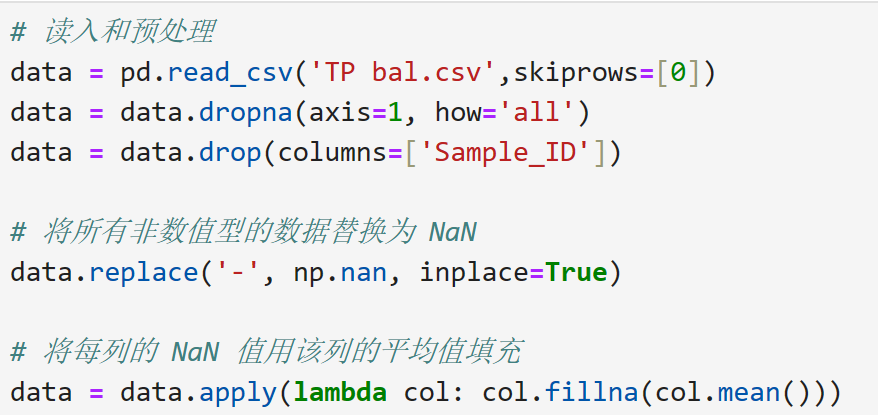 # 读入和预处理
data = pd.read_csv('TP bal.csv',skiprows=[0])
data = data.dropna(axis=1, how='all')
data = data.drop(columns=['Sample_ID'])
# 将所有非数值型的数据替换为 NaN
data.replace('-', np.nan, inplace=True)
# 将每列的 NaN 值用该列的平均值填充
data = data.apply(lambda col: col.fillna(col.mean()))